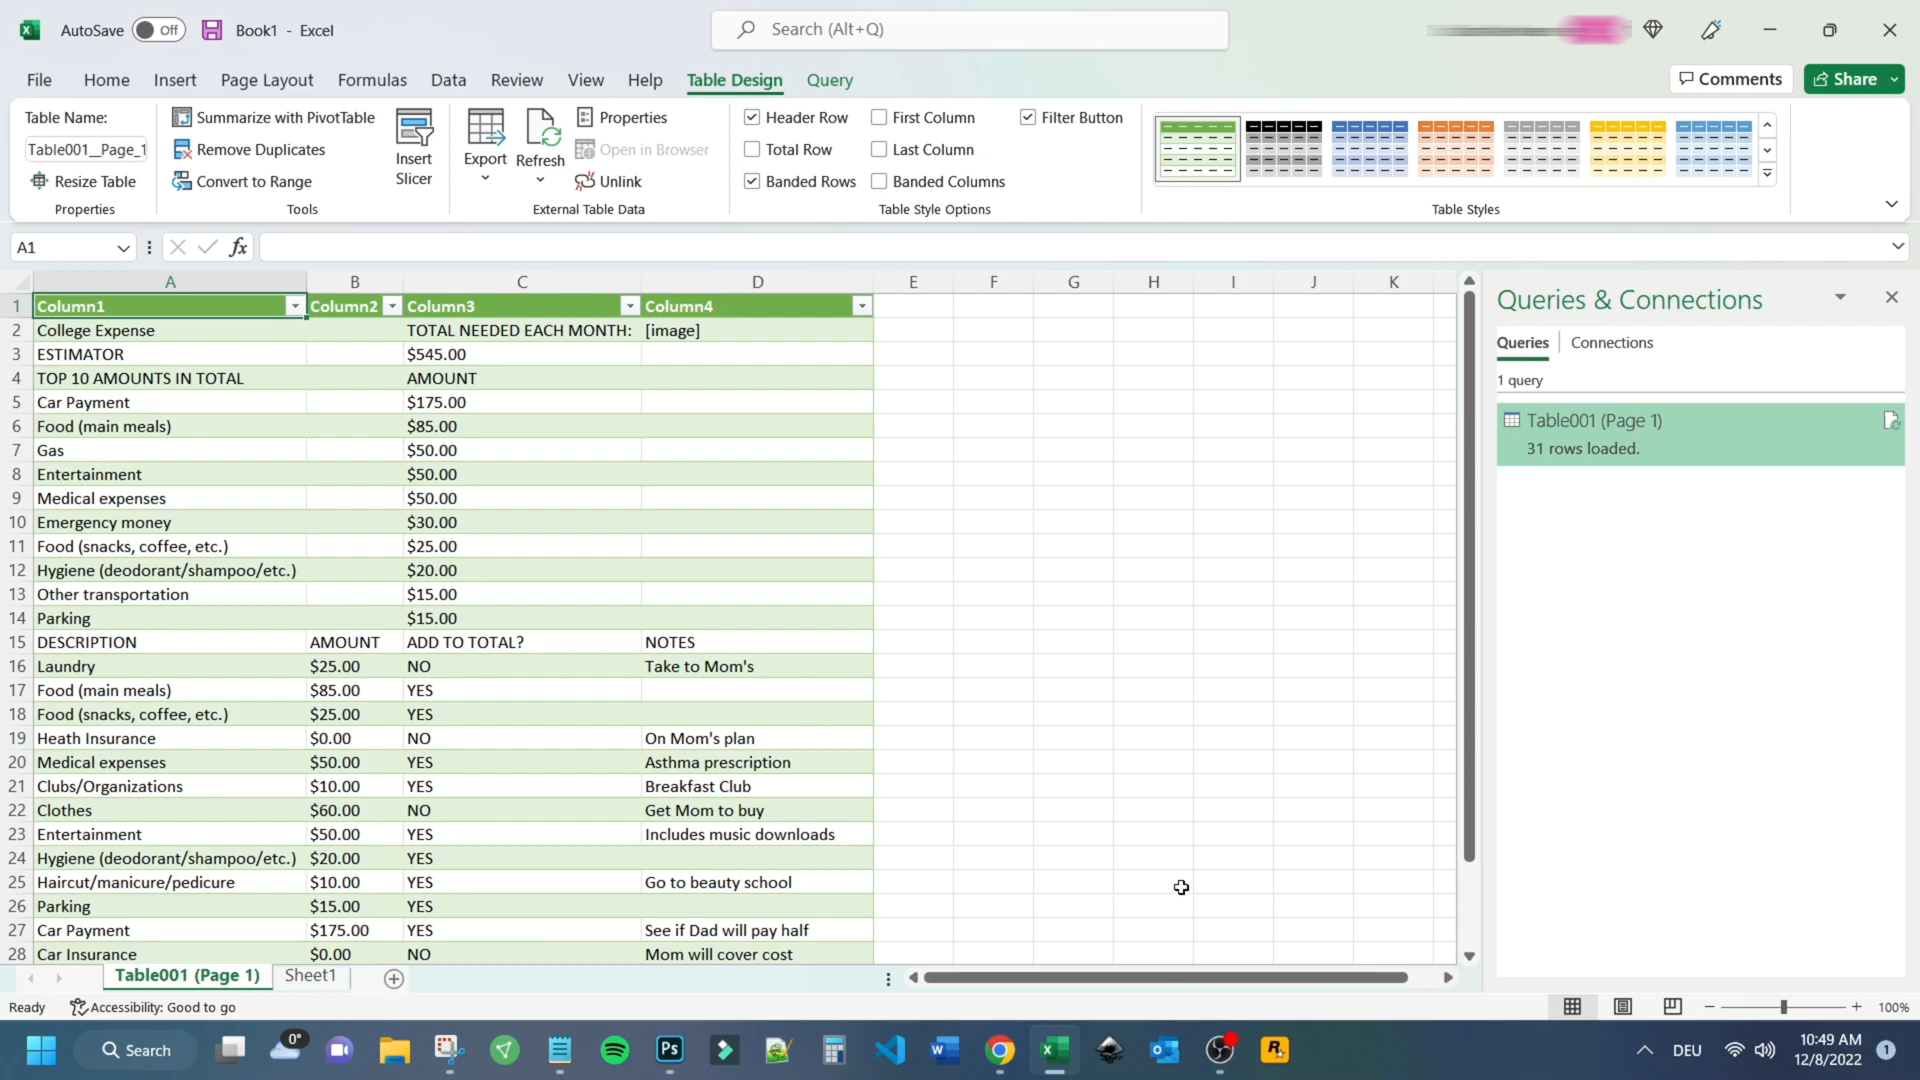 AutoSave Off Book1 - Excel Search (Alt+Q)
File Home Insert Page Layout Formulas Data Review View Help Table Design Query Comments Share
Table Name:
Table001__Page_1
Resize Table
Properties
Summarize with PivotTable
Remove Duplicates
Convert to Range
Tools
Insert Slicer
Export
Refresh
Properties
Open in Browser
Unlink
External Table Data
Header Row First Column Filter Button
Total Row Last Column
Banded Rows Banded Columns
Table Style Options
Table Styles
A1 fx
A B C D E F G H I J K
1 Column1 Column2 Column3 Column4
2 College Expense TOTAL NEEDED EACH MONTH: [image]
3 ESTIMATOR $545.00
4 TOP 10 AMOUNTS IN TOTAL AMOUNT
5 Car Payment $175.00
6 Food (main meals) $85.00
7 Gas $50.00
8 Entertainment $50.00
9 Medical expenses $50.00
10 Emergency money $30.00
11 Food (snacks, coffee, etc.) $25.00
12 Hygiene (deodorant/shampoo/etc.) $20.00
13 Other transportation $15.00
14 Parking $15.00
15 DESCRIPTION AMOUNT ADD TO TOTAL? NOTES
16 Laundry $25.00 NO Take to Mom's
17 Food (main meals) $85.00 YES
18 Food (snacks, coffee, etc.) $25.00 YES
19 Heath Insurance $0.00 NO On Mom's plan
20 Medical expenses $50.00 YES Asthma prescription
21 Clubs/Organizations $10.00 YES Breakfast Club
22 Clothes $60.00 NO Get Mom to buy
23 Entertainment $50.00 YES Includes music downloads
24 Hygiene (deodorant/shampoo/etc.) $20.00 YES
25 Haircut/manicure/pedicure $10.00 YES Go to beauty school
26 Parking $15.00 YES
27 Car Payment $175.00 YES See if Dad will pay half
28 Car Insurance $0.00 NO Mom will cover cost
Queries & Connections
Queries Connections
1 query
Table001 (Page 1)
31 rows loaded.
Table001 (Page 1) Sheet1
Ready Accessibility: Good to go 100%
Search 0° Ps DEU 10:49 AM
12/8/2022 1